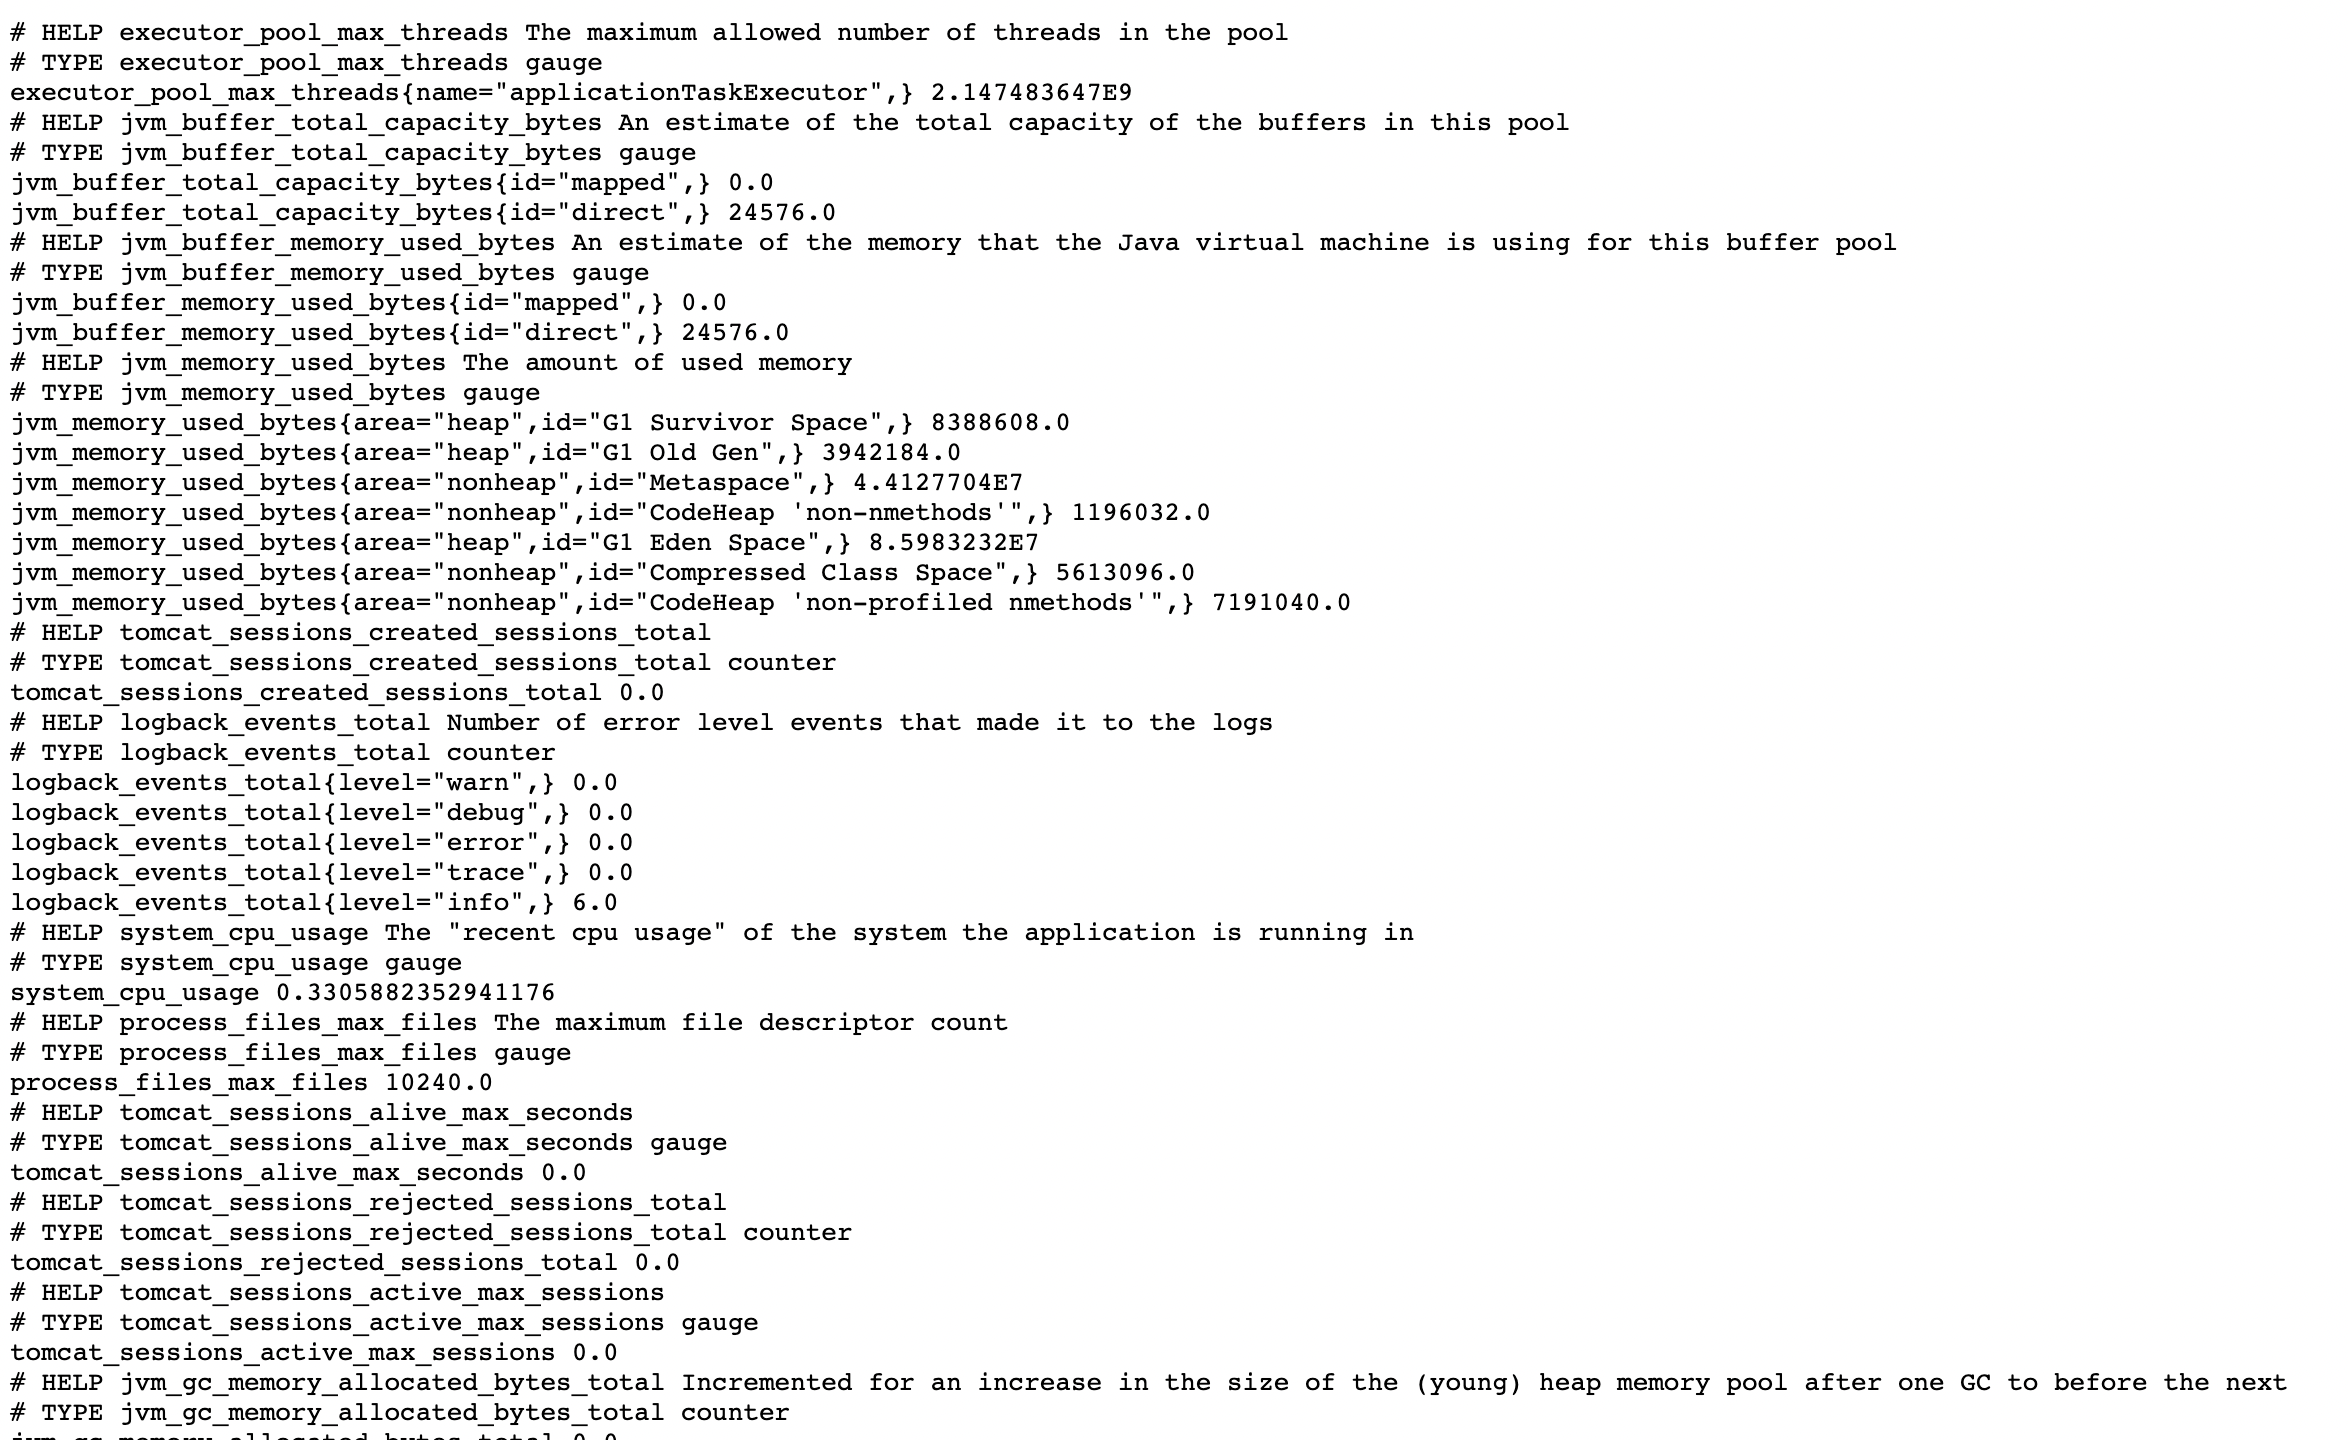 # HELP executor_pool_max_threads The maximum allowed number of threads in the pool
# TYPE executor_pool_max_threads gauge
executor_pool_max_threads{name="applicationTaskExecutor",} 2.147483647E9
# HELP jvm_buffer_total_capacity_bytes An estimate of the total capacity of the buffers in this pool
# TYPE jvm_buffer_total_capacity_bytes gauge
jvm_buffer_total_capacity_bytes{id="mapped",} 0.0
jvm_buffer_total_capacity_bytes{id="direct",} 24576.0
# HELP jvm_buffer_memory_used_bytes An estimate of the memory that the Java virtual machine is using for this buffer pool
# TYPE jvm_buffer_memory_used_bytes gauge
jvm_buffer_memory_used_bytes{id="mapped",} 0.0
jvm_buffer_memory_used_bytes{id="direct",} 24576.0
# HELP jvm_memory_used_bytes The amount of used memory
# TYPE jvm_memory_used_bytes gauge
jvm_memory_used_bytes{area="heap",id="G1 Survivor Space",} 8388608.0
jvm_memory_used_bytes{area="heap",id="G1 Old Gen",} 3942184.0
jvm_memory_used_bytes{area="nonheap",id="Metaspace",} 4.4127704E7
jvm_memory_used_bytes{area="nonheap",id="CodeHeap 'non-nmethods'",} 1196032.0
jvm_memory_used_bytes{area="heap",id="G1 Eden Space",} 8.5983232E7
jvm_memory_used_bytes{area="nonheap",id="Compressed Class Space",} 5613096.0
jvm_memory_used_bytes{area="nonheap",id="CodeHeap 'non-profiled nmethods'",} 7191040.0
# HELP tomcat_sessions_created_sessions_total
# TYPE tomcat_sessions_created_sessions_total counter
tomcat_sessions_created_sessions_total 0.0
# HELP logback_events_total Number of error level events that made it to the logs
# TYPE logback_events_total counter
logback_events_total{level="warn",} 0.0
logback_events_total{level="debug",} 0.0
logback_events_total{level="error",} 0.0
logback_events_total{level="trace",} 0.0
logback_events_total{level="info",} 6.0
# HELP system_cpu_usage The "recent cpu usage" of the system the application is running in
# TYPE system_cpu_usage gauge
system_cpu_usage 0.3305882352941176
# HELP process_files_max_files The maximum file descriptor count
# TYPE process_files_max_files gauge
process_files_max_files 10240.0
# HELP tomcat_sessions_alive_max_seconds
# TYPE tomcat_sessions_alive_max_seconds gauge
tomcat_sessions_alive_max_seconds 0.0
# HELP tomcat_sessions_rejected_sessions_total
# TYPE tomcat_sessions_rejected_sessions_total counter
tomcat_sessions_rejected_sessions_total 0.0
# HELP tomcat_sessions_active_max_sessions
# TYPE tomcat_sessions_active_max_sessions gauge
tomcat_sessions_active_max_sessions 0.0
# HELP jvm_gc_memory_allocated_bytes_total Incremented for an increase in the size of the (young) heap memory pool after one GC to before the next
# TYPE jvm_gc_memory_allocated_bytes_total counter
jvm_gc_memory_allocated_bytes_total 0.0